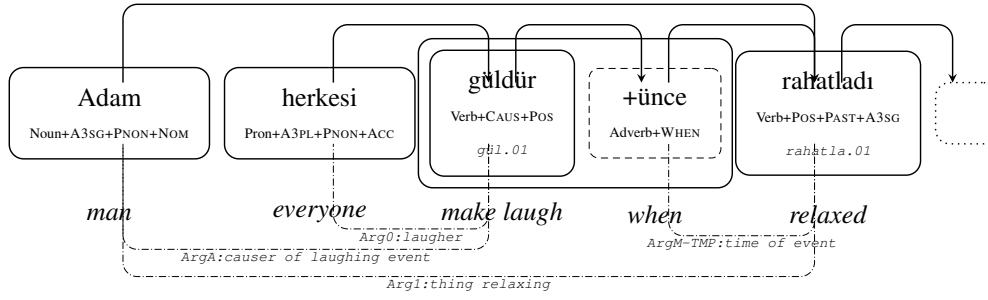 Adam herkesi güldür +ünce rahatladı
Noun+A3SG+PNON+NOM Pron+A3PL+PNON+ACC Verb+CAUS+POS Adverb+WHEN Verb+POS+PAST+A3SG
gül.01 rahatla.01
man everyone make laugh when relaxed
Arg0:laugher ArgM-TMP:time of event
ArgA:causer of laughing event
Arg1:thing relaxing